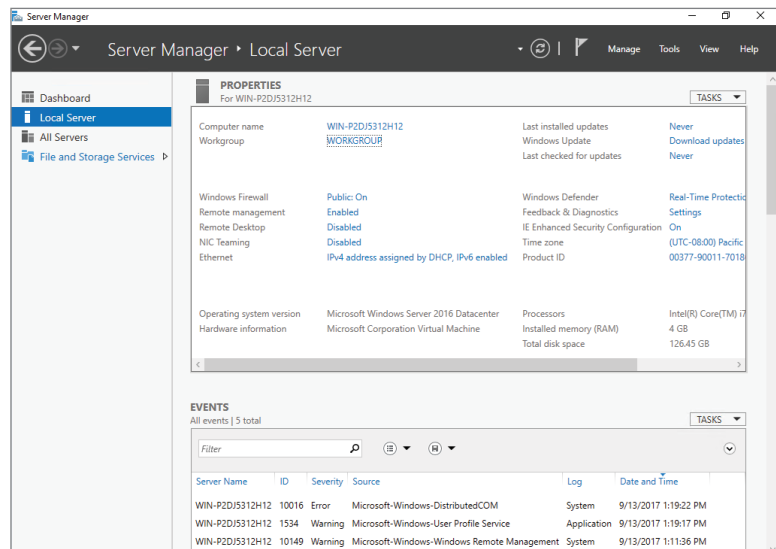 Server Manager
Server Manager • Local Server
Manage Tools View Help
Dashboard
Local Server
All Servers
File and Storage Services
PROPERTIES
For WIN-P2DJ5312H12
TASKS
Computer name WIN-P2DJ5312H12 Last installed updates Never
Workgroup WORKGROUP Windows Update Download updates
Last checked for updates Never
Windows Firewall Public: On Windows Defender Real-Time Protectio
Remote management Enabled Feedback & Diagnostics Settings
Remote Desktop Disabled IE Enhanced Security Configuration On
NIC Teaming Disabled Time zone (UTC-08:00) Pacific
Ethernet IPv4 address assigned by DHCP, IPv6 enabled Product ID 00377-90011-7018
Operating system version Microsoft Windows Server 2016 Datacenter Processors Intel(R) Core(TM) i7
Hardware information Microsoft Corporation Virtual Machine Installed memory (RAM) 4 GB
Total disk space 126.45 GB
EVENTS
All events | 5 total
TASKS
Filter
Server Name ID Severity Source Log Date and Time
WIN-P2DJ5312H12 10016 Error Microsoft-Windows-DistributedCOM System 9/13/2017 1:19:22 PM
WIN-P2DJ5312H12 1534 Warning Microsoft-Windows-User Profile Service Application 9/13/2017 1:19:17 PM
WIN-P2DJ5312H12 10149 Warning Microsoft-Windows-Windows Remote Management System 9/13/2017 1:11:36 PM